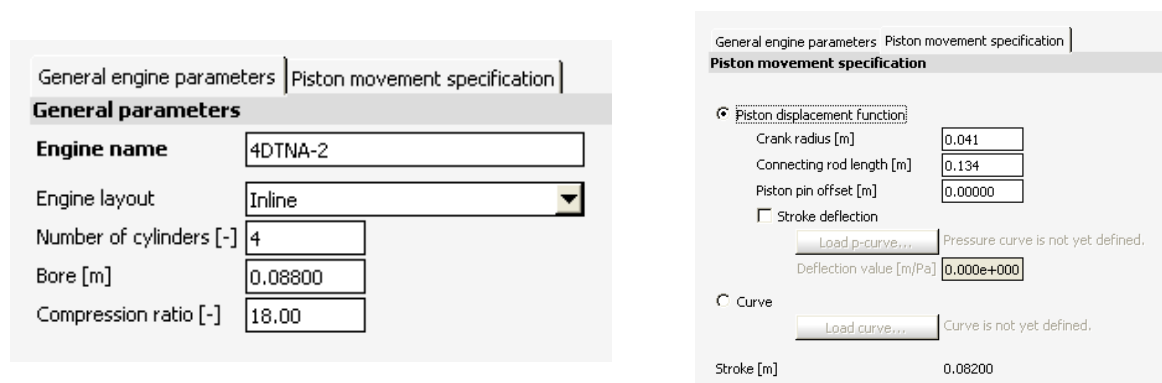 General engine parameters Piston movement specification
General parameters
Engine name 4DTNA-2
Engine layout Inline
Number of cylinders [-] 4
Bore [m] 0.08800
Compression ratio [-] 18.00
General engine parameters Piston movement specification
Piston movement specification
Piston displacement function
Crank radius [m] 0.041
Connecting rod length [m] 0.134
Piston pin offset [m] 0.00000
Stroke deflection
Load p-curve... Pressure curve is not yet defined.
Deflection value [m/Pa] 0.000e+000
Curve
Load curve... Curve is not yet defined.
Stroke [m] 0.08200